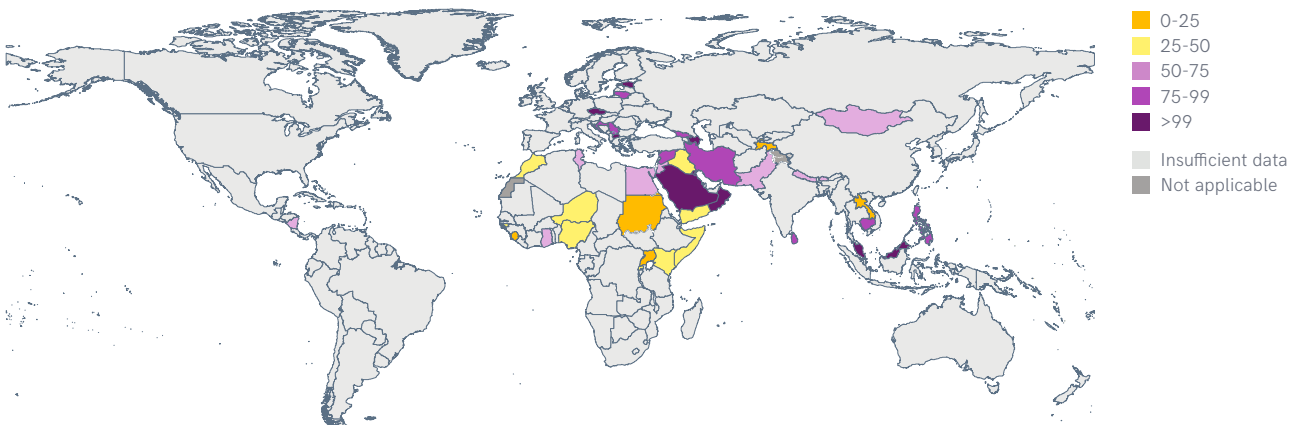 0-25
25-50
50-75
75-99
>99
Insufficient data
Not applicable